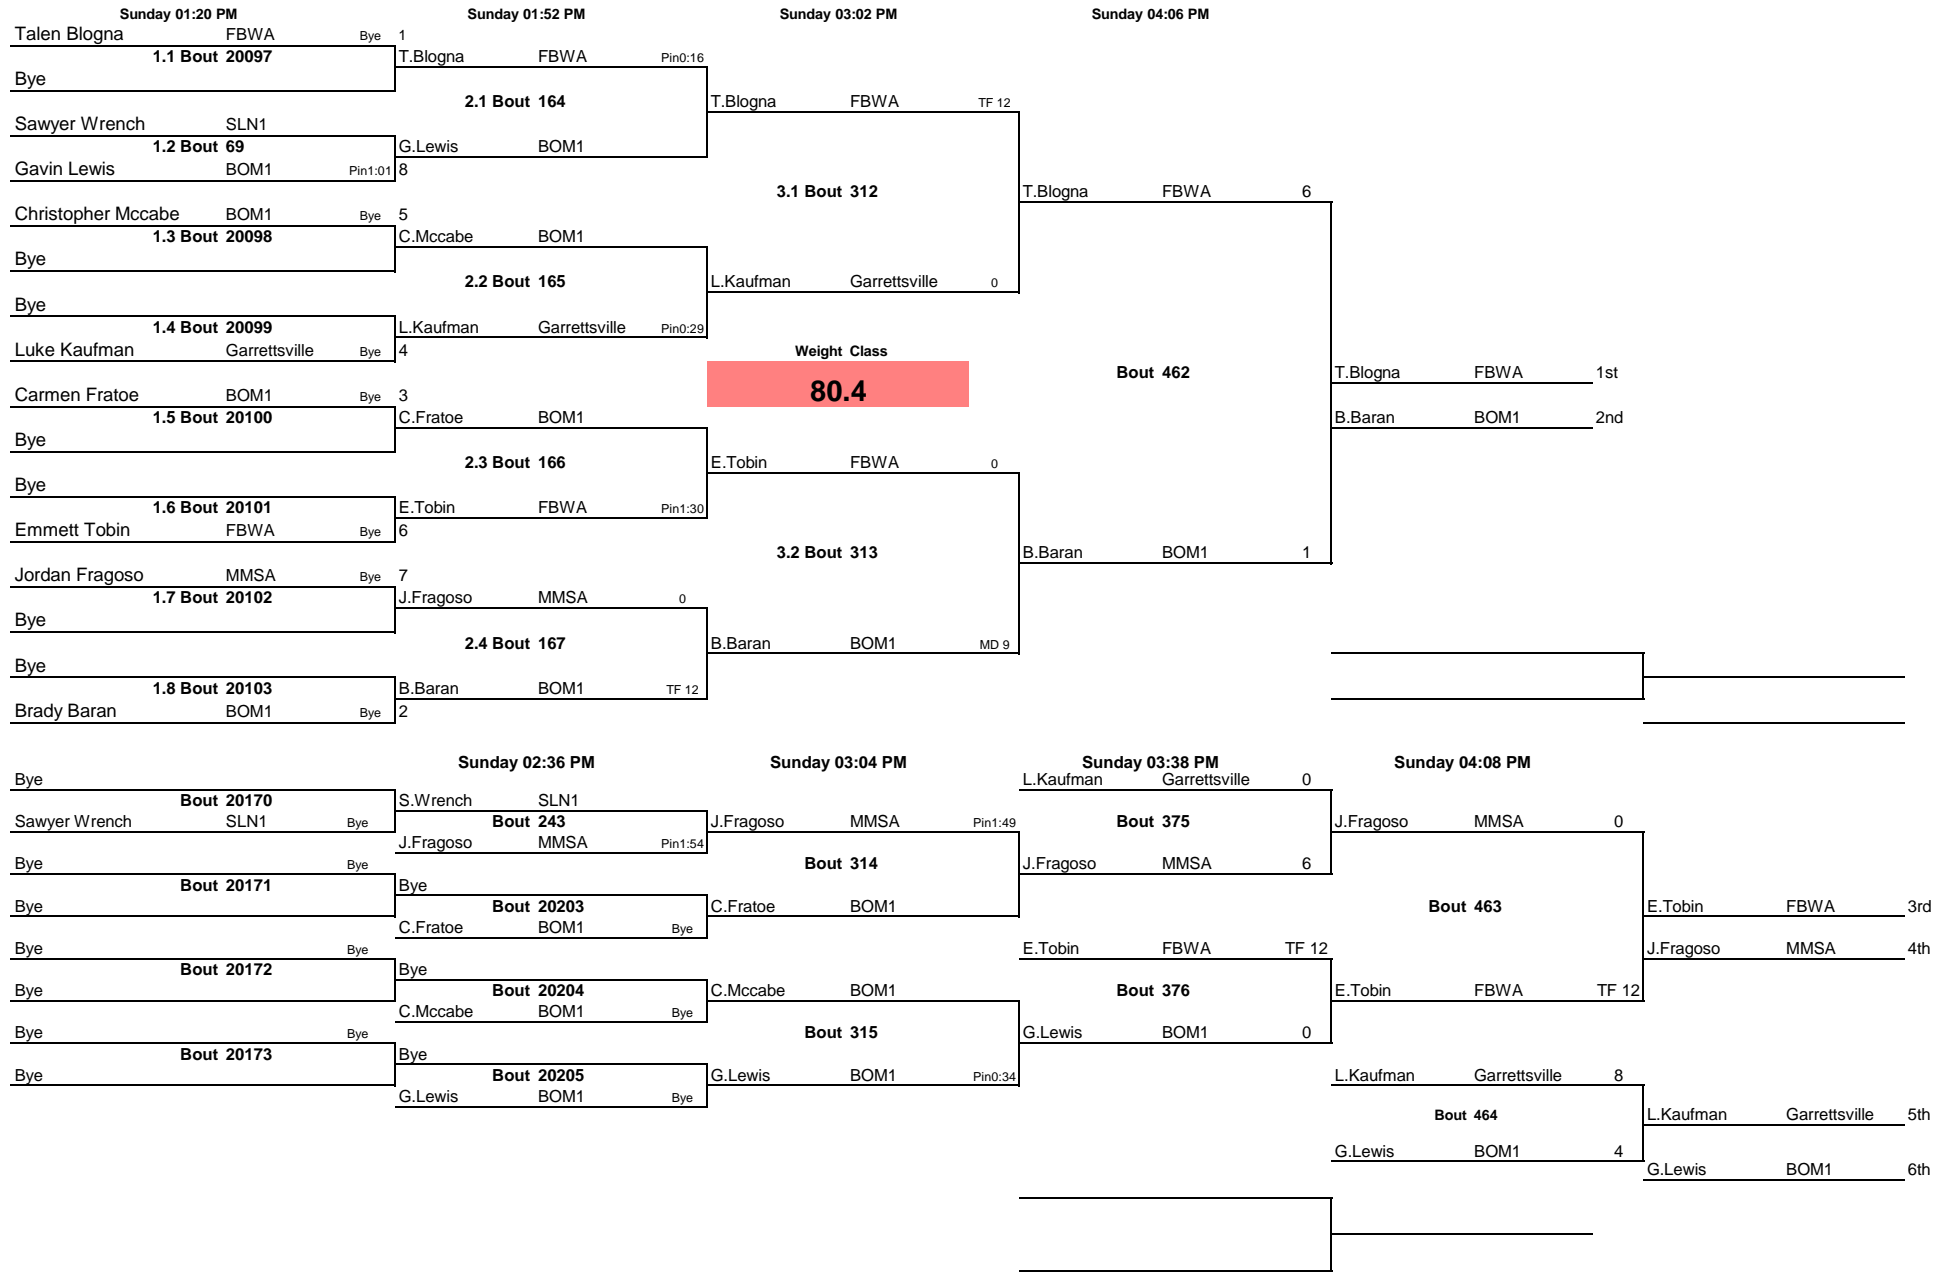 Sunday 01:20 PM Sunday 01:52 PM Sunday 03:02 PM Sunday 04:06 PM
Talen Blogna FBWA Bye 1
1.1 Bout 20097 T.Blogna FBWA Pin0:16
Bye
2.1 Bout 164 T.Blogna FBWA TF 12
Sawyer Wrench SLN1
1.2 Bout 69 G.Lewis BOM1
Gavin Lewis BOM1 Pin1:01 8
3.1 Bout 312 T.Blogna FBWA 6
Christopher Mccabe BOM1 Bye 5
1.3 Bout 20098 C.Mccabe BOM1
Bye
2.2 Bout 165 L.Kaufman Garrettsville 0
Bye
1.4 Bout 20099 L.Kaufman Garrettsville Pin0:29
Luke Kaufman Garrettsville Bye 4 Weight Class
Bout 462 T.Blogna FBWA 1st
Carmen Fratoe BOM1 Bye 3 80.4
1.5 Bout 20100 C.Fratoe BOM1 B.Baran BOM1 2nd
Bye
2.3 Bout 166 E.Tobin FBWA 0
Bye
1.6 Bout 20101 E.Tobin FBWA Pin1:30
Emmett Tobin FBWA Bye 6
3.2 Bout 313 B.Baran BOM1 1
Jordan Fragoso MMSA Bye 7
1.7 Bout 20102 J.Fragoso MMSA 0
Bye
2.4 Bout 167 B.Baran BOM1 MD 9
Bye
1.8 Bout 20103 B.Baran BOM1 TF 12
Brady Baran BOM1 Bye 2
Sunday 02:36 PM Sunday 03:04 PM Sunday 03:38 PM Sunday 04:08 PM
Bye L.Kaufman Garrettsville 0
Bout 20170 S.Wrench SLN1
Sawyer Wrench SLN1 Bye Bout 243 J.Fragoso MMSA Pin1:49 Bout 375 J.Fragoso MMSA 0
J.Fragoso MMSA Pin1:54
Bye Bye Bout 314 J.Fragoso MMSA 6
Bout 20171 Bye
Bye Bout 20203 C.Fratoe BOM1 Bout 463 E.Tobin FBWA 3rd
C.Fratoe BOM1 Bye
Bye Bye E.Tobin FBWA TF 12 J.Fragoso MMSA 4th
Bout 20172 Bye
Bye Bout 20204 C.Mccabe BOM1 Bout 376 E.Tobin FBWA TF 12
C.Mccabe BOM1 Bye
Bye Bye Bout 315 G.Lewis BOM1 0
Bout 20173 Bye
Bye Bout 20205 G.Lewis BOM1 Pin0:34 L.Kaufman Garrettsville 8
G.Lewis BOM1 Bye
Bout 464 L.Kaufman Garrettsville 5th
G.Lewis BOM1 4
G.Lewis BOM1 6th